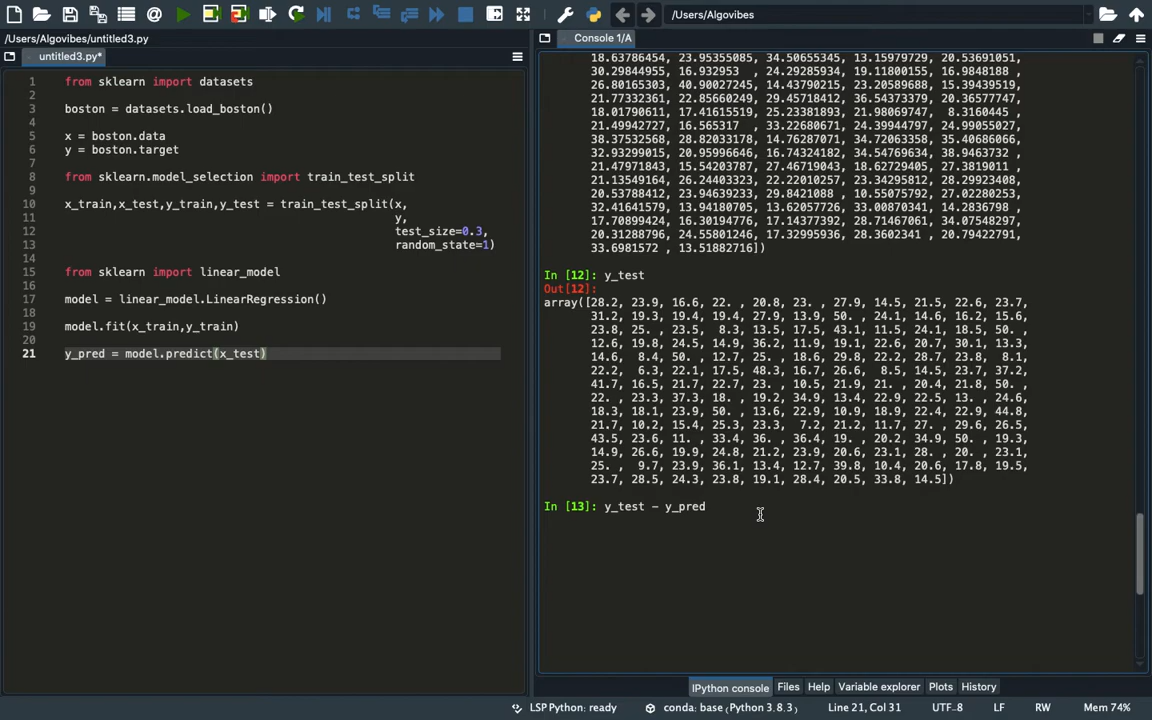 /Users/Algovibes
/Users/Algovibes/untitled3.py
untitled3.py*
1 from sklearn import datasets
2
3 boston = datasets.load_boston()
4
5 x = boston.data
6 y = boston.target
7
8 from sklearn.model_selection import train_test_split
9
10 x_train,x_test,y_train,y_test = train_test_split(x,
11 y,
12 test_size=0.3,
13 random_state=1)
14
15 from sklearn import linear_model
16
17 model = linear_model.LinearRegression()
18
19 model.fit(x_train,y_train)
20
21 y_pred = model.predict(x_test)
Console 1/A
18.63786454, 23.95355085, 34.50655345, 13.15979729, 20.53691051,
30.29844955, 16.932953 , 24.29285934, 19.11800155, 16.9848188 ,
26.80165303, 40.90027245, 14.43790215, 23.20589688, 15.39439519,
21.77332361, 22.85660249, 29.45718412, 36.54373379, 20.36577747,
18.01790611, 17.41615519, 25.23381893, 21.98069747, 8.3160445 ,
21.49942727, 16.565317 , 33.22680671, 24.39944797, 24.99055027,
38.37532568, 28.82033178, 14.76287134, 34.72063358, 35.40686066,
32.93299015, 20.95996646, 16.74324182, 34.54769634, 38.9463732 ,
21.47971843, 15.54203787, 27.46719043, 18.62729405, 27.3819011 ,
21.13549164, 26.24403323, 22.22010257, 23.34295812, 28.29923408,
20.53788412, 23.94639233, 29.8421088 , 10.55075792, 27.02280253,
32.41641579, 13.94180705, 13.62057726, 33.00870341, 14.2836798 ,
17.70899424, 16.30194776, 17.14377392, 28.71467061, 34.07548297,
20.31288796, 24.55801246, 17.32995936, 28.3602341 , 20.79422791,
33.6981572 , 13.51882716])
In [12]: y_test
Out[12]:
array([28.2, 23.9, 16.6, 22. , 20.8, 23. , 27.9, 14.5, 21.5, 22.6, 23.7,
31.2, 19.3, 19.4, 19.4, 27.9, 13.9, 50. , 24.1, 14.6, 16.2, 15.6,
23.8, 25. , 23.5, 8.3, 13.5, 17.5, 43.1, 11.5, 24.1, 18.5, 50. ,
12.6, 19.8, 24.5, 14.9, 36.2, 11.9, 19.1, 22.6, 20.7, 30.1, 13.3,
14.6, 8.4, 50. , 12.7, 25. , 18.6, 29.8, 22.2, 28.7, 23.8, 8.1,
22.2, 6.3, 22.1, 17.5, 48.3, 16.7, 26.6, 8.5, 14.5, 23.7, 37.2,
41.7, 16.5, 21.7, 22.7, 23. , 10.5, 21.9, 21. , 20.4, 21.8, 50. ,
22. , 23.3, 37.3, 18. , 19.2, 34.9, 13.4, 22.9, 22.5, 13. , 24.6,
18.3, 18.1, 23.9, 50. , 13.6, 22.9, 10.9, 18.9, 22.4, 22.9, 44.8,
21.7, 10.2, 15.4, 25.3, 23.3, 7.2, 21.2, 11.7, 27. , 29.6, 26.5,
43.5, 23.6, 11. , 33.4, 36. , 36.4, 19. , 20.2, 34.9, 50. , 19.3,
14.9, 26.6, 19.9, 24.8, 21.2, 23.9, 20.6, 23.1, 28. , 20. , 23.1,
25. , 9.7, 23.9, 36.1, 13.4, 12.7, 39.8, 10.4, 20.6, 17.8, 19.5,
23.7, 28.5, 24.3, 23.8, 19.1, 28.4, 20.5, 33.8, 14.5])
In [13]: y_test - y_pred
IPython console Files Help Variable explorer Plots History
LSP Python: ready conda: base (Python 3.8.3) Line 21, Col 31 UTF-8 LF RW Mem 74%